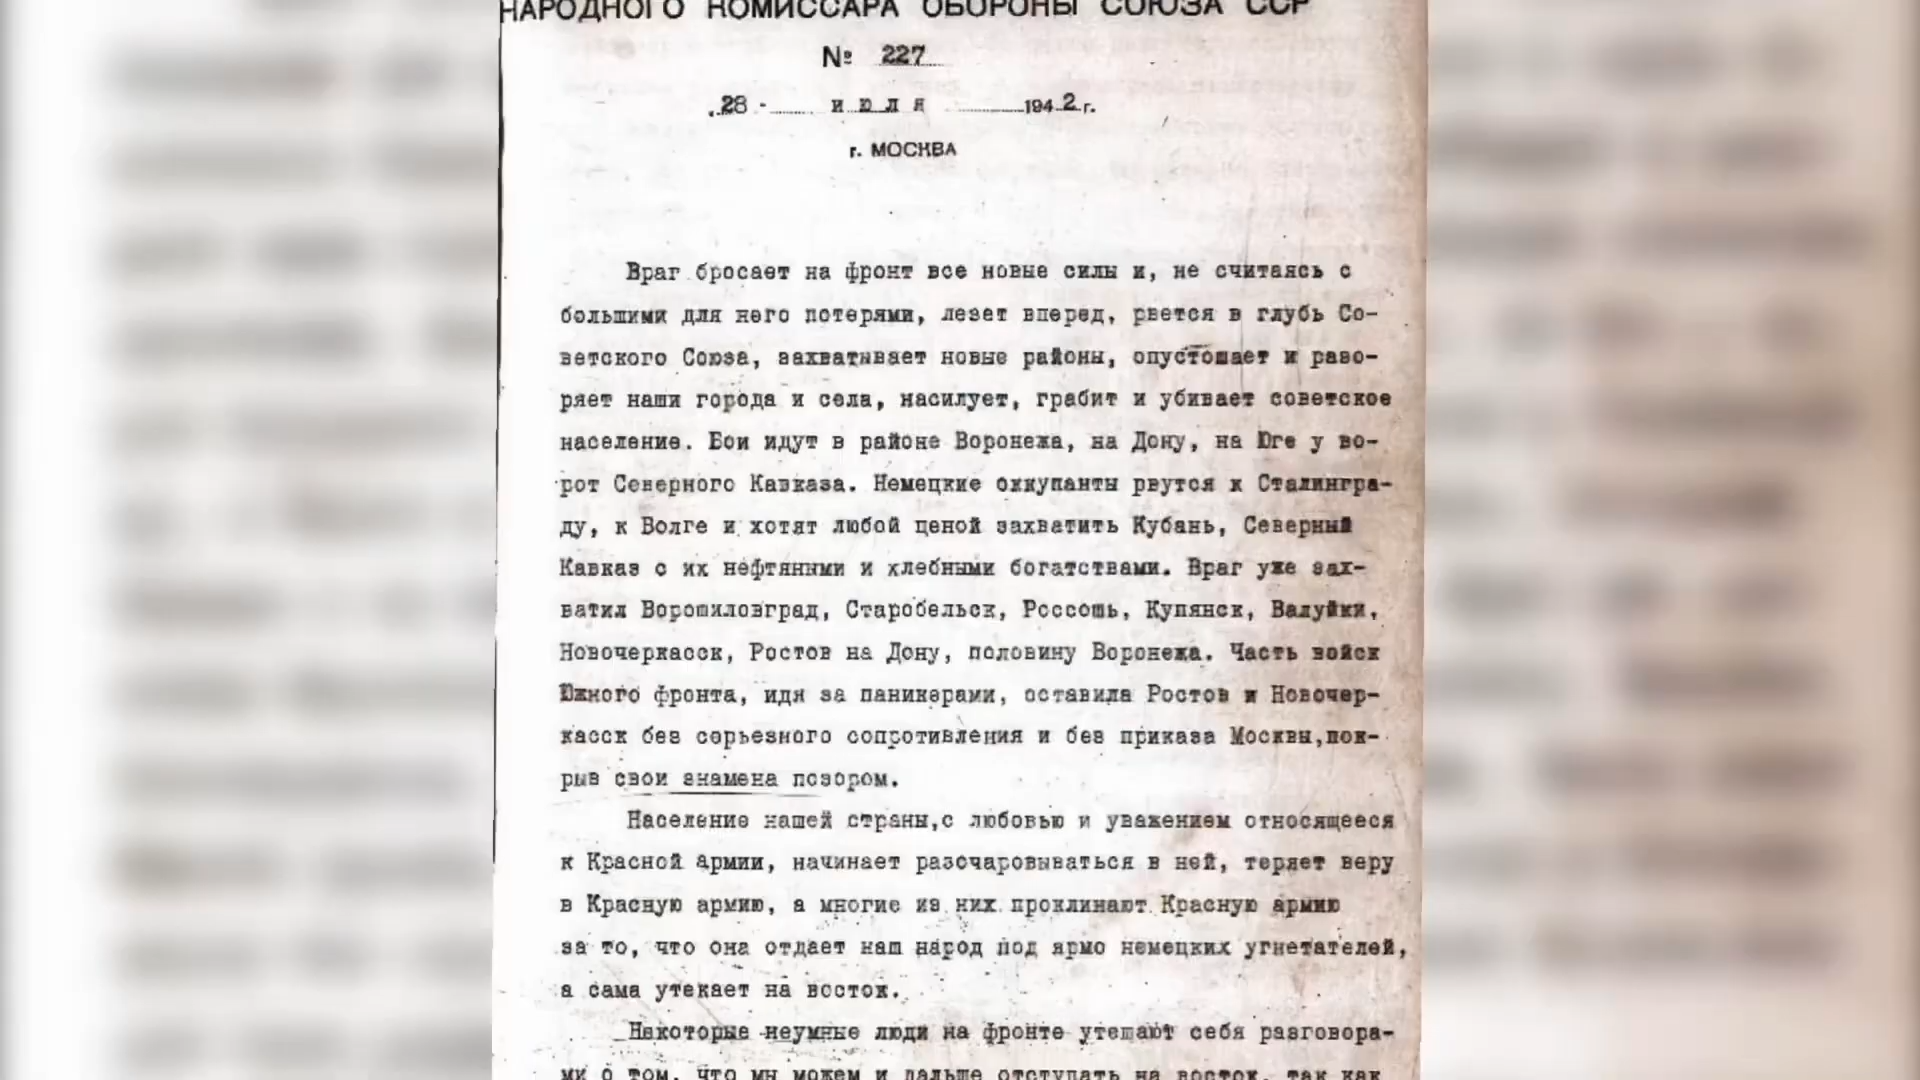 НАРОДНОГО КОМИССАРА ОБОРОНЫ СОЮЗА ССР
№ 227
„28 - июля 1942 г.
г. МОСКВА
Враг бросает на фронт все новые силы и, не считаясь с
большими для него потерями, лезет вперед, рвется в глубь Со-
ветского Союза, захватывает новые районы, опустошает и разо-
ряет наши города и села, насилует, грабит и убивает советское
население. Бои идут в районе Воронежа, на Дону, на Юге у во-
рот Северного Кавказа. Немецкие оккупанты рвутся к Сталингра-
ду, к Волге и хотят любой ценой захватить Кубань, Северный
Кавказ с их нефтяными и хлебными богатствами. Враг уже зах-
ватил Ворошиловград, Старобельск, Россошь, Купянск, Валуйки,
Новочеркасск, Ростов на Дону, половину Воронежа. Часть войск
Южного фронта, идя за паникерами, оставила Ростов и Новочер-
касск без серьезного сопротивления и без приказа Москвы,пок-
рыв свои знамена позором.
Население нашей страны,с любовью и уважением относящееся
к Красной армии, начинает разочаровываться в ней, теряет веру
в Красную армию, а многие из них проклинают Красную армию
за то, что она отдает наш народ под ярмо немецких угнетателей,
а сама утекает на восток.
Некоторые неумные люди на фронте утешают себя разговора-
ми о том, что мы можем и дальше отступать на восток, так как